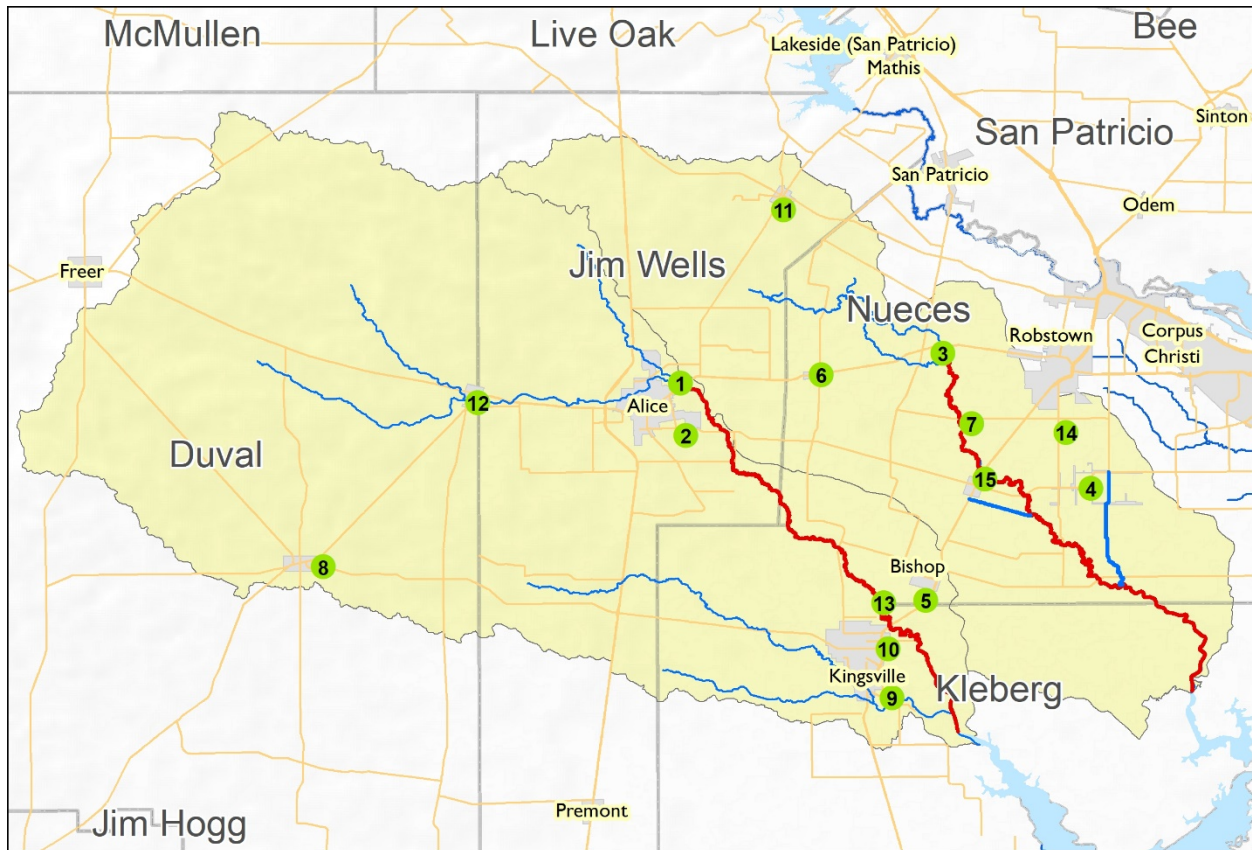 McMullen
Live Oak
Bee
Lakeside (San Patricio)
Mathis
Sinton
San Patricio
San Patricio
Odem
11
Freer
Jim Wells
Nueces
Robstown
Corpus
Christi
3
6
1
12
Alice
2
7
14
Duval
15
4
8
Bishop
13
5
10
Kingsville
9
Kleberg
Premont
Jim Hogg